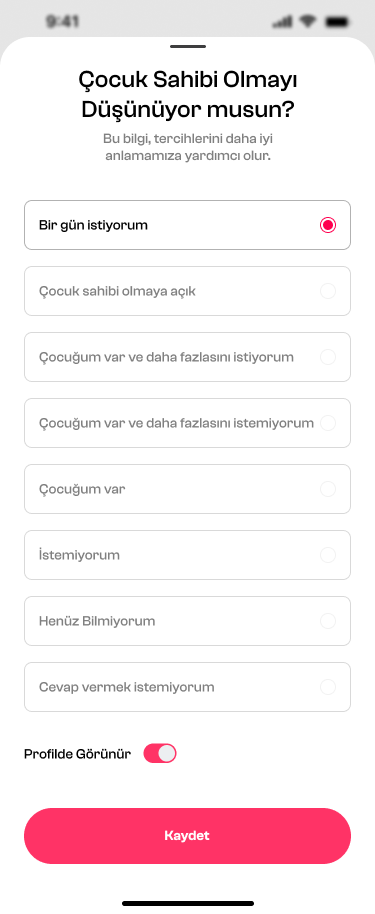 9:41
Çocuk Sahibi Olmayı
Düşünüyor musun?
Bu bilgi, tercihlerini daha iyi
anlamamıza yardımcı olur.
Bir gün istiyorum
Çocuk sahibi olmaya açık
Çocuğum var ve daha fazlasını istiyorum
Çocuğum var ve daha fazlasını istemiyorum
Çocuğum var
İstemiyorum
Henüz Bilmiyorum
Cevap vermek istemiyorum
Profilde Görünür
Kaydet